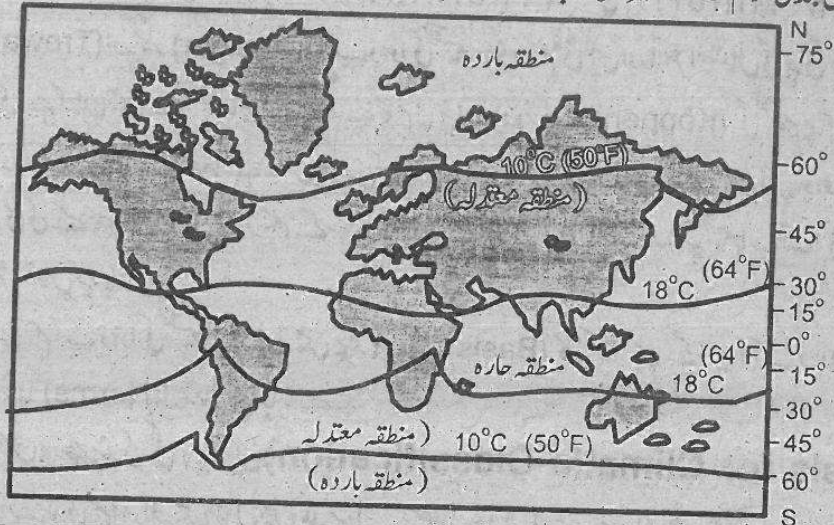 N
75°
منطقہ باردہ
60°
10°C (50°F)
(منطقہ معتدلہ)
45°
(64°F)
18°C
30°
15°
0°
(64°F)
منطقہ حارہ
15°
18°C
30°
(منطقہ معتدلہ
10°C (50°F)
45°
(منطقہ باردہ)
60°
S